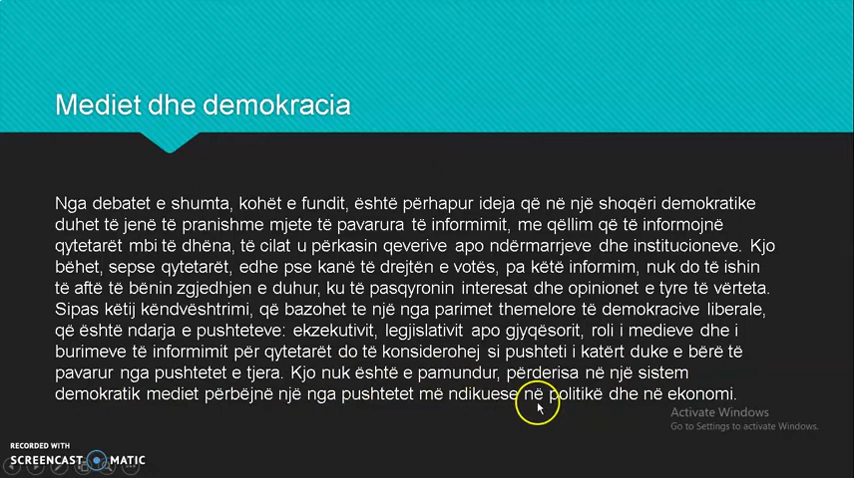 Mediet dhe demokracia
Nga debatet e shumta, kohët e fundit, është përhapur ideja që në një shoqëri demokratike
duhet të jenë të pranishme mjete të pavarura të informimit, me qëllim që të informojnë
qytetarët mbi të dhëna, të cilat u përkasin qeverive apo ndërmarrjeve dhe institucioneve. Kjo
bëhet, sepse qytetarët, edhe pse kanë të drejtën e votës, pa këtë informim, nuk do të ishin
të aftë të bënin zgjedhjen e duhur, ku të pasqyronin interesat dhe opinionet e tyre të vërteta.
Sipas këtij këndvështrimi, që bazohet te një nga parimet themelore të demokracive liberale,
që është ndarja e pushteteve: ekzekutivit, legjislativit apo gjyqësorit, roli i medieve dhe i
burimeve të informimit për qytetarët do të konsiderohej si pushteti i katërt duke e bërë të
pavarur nga pushtetet e tjera. Kjo nuk është e pamundur, përderisa në një sistem
demokratik mediet përbëjnë një nga pushtetet më ndikuese në politikë dhe në ekonomi.
Activate Windows
Go to Settings to activate Windows.
RECORDED WITH
SCREENCAST MATIC